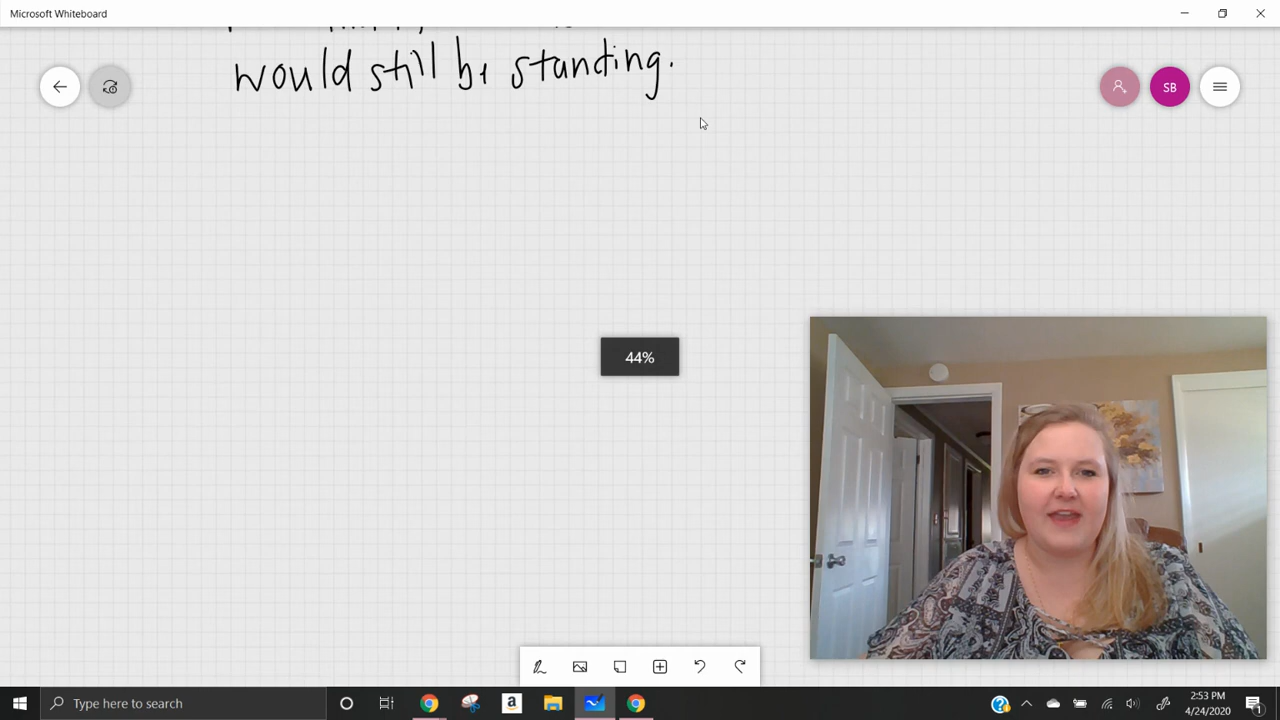 Microsoft Whiteboard
would still be standing.
SB
44%
Type here to search
2:53 PM
4/24/2020